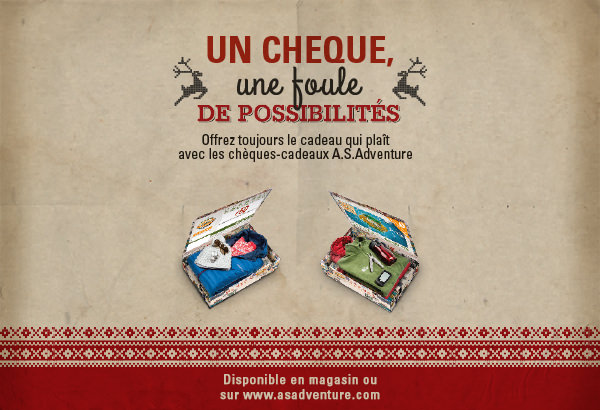 UN CHEQUE,
une foule
DE POSSIBILITÉS
Offrez toujours le cadeau qui plaît
avec les chèques-cadeaux A.S.Adventure
Disponible en magasin ou
sur www.asadventure.com